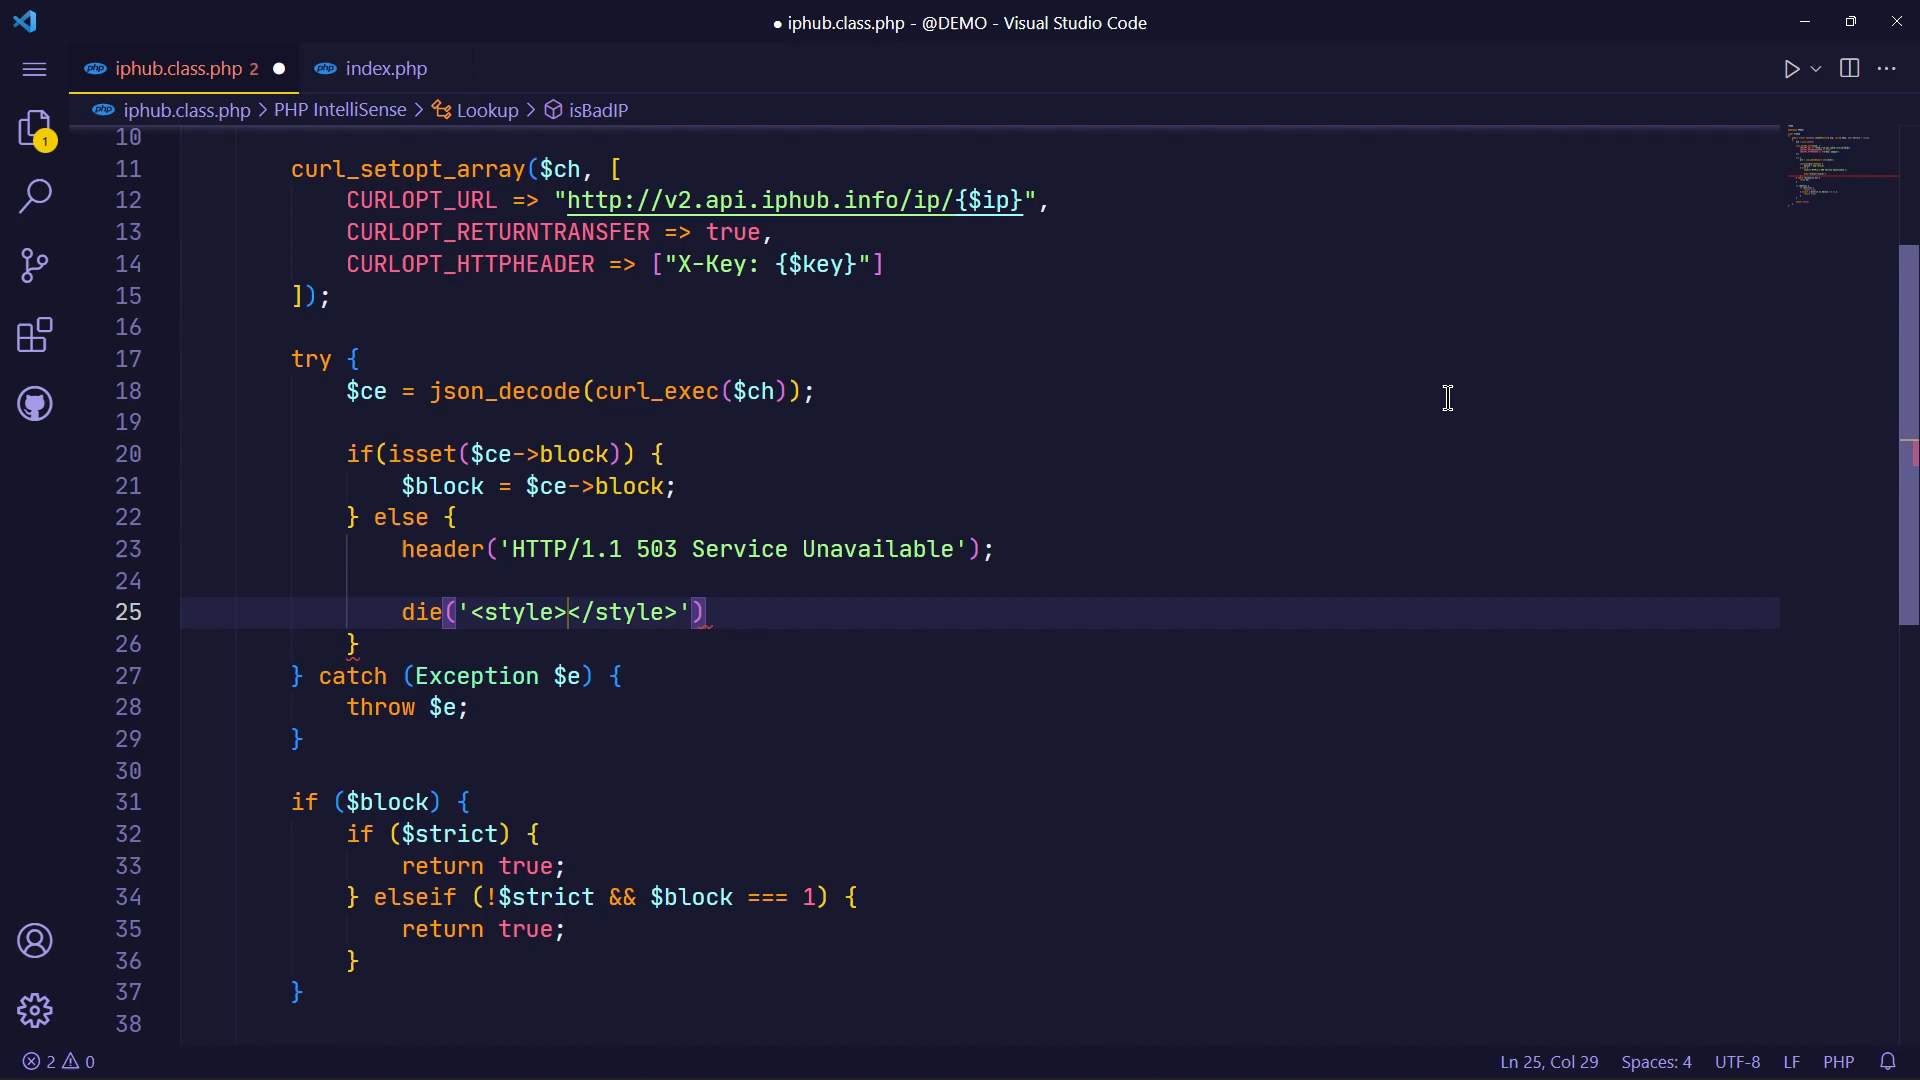 ● iphub.class.php - @DEMO - Visual Studio Code
php iphub.class.php 2 ● php index.php
php iphub.class.php > PHP IntelliSense > Lookup > isBadIP
1
10
11 curl_setopt_array($ch, [
12 CURLOPT_URL => "http://v2.api.iphub.info/ip/{$ip}",
13 CURLOPT_RETURNTRANSFER => true,
14 CURLOPT_HTTPHEADER => ["X-Key: {$key}"]
15 ]);
16
17 try {
18 $ce = json_decode(curl_exec($ch));
19
20 if(isset($ce->block)) {
21 $block = $ce->block;
22 } else {
23 header('HTTP/1.1 503 Service Unavailable');
24
25 die('<style></style>')
26 }
27 } catch (Exception $e) {
28 throw $e;
29 }
30
31 if ($block) {
32 if ($strict) {
33 return true;
34 } elseif (!$strict && $block === 1) {
35 return true;
36 }
37 }
38
2 0 Ln 25, Col 29 Spaces: 4 UTF-8 LF PHP